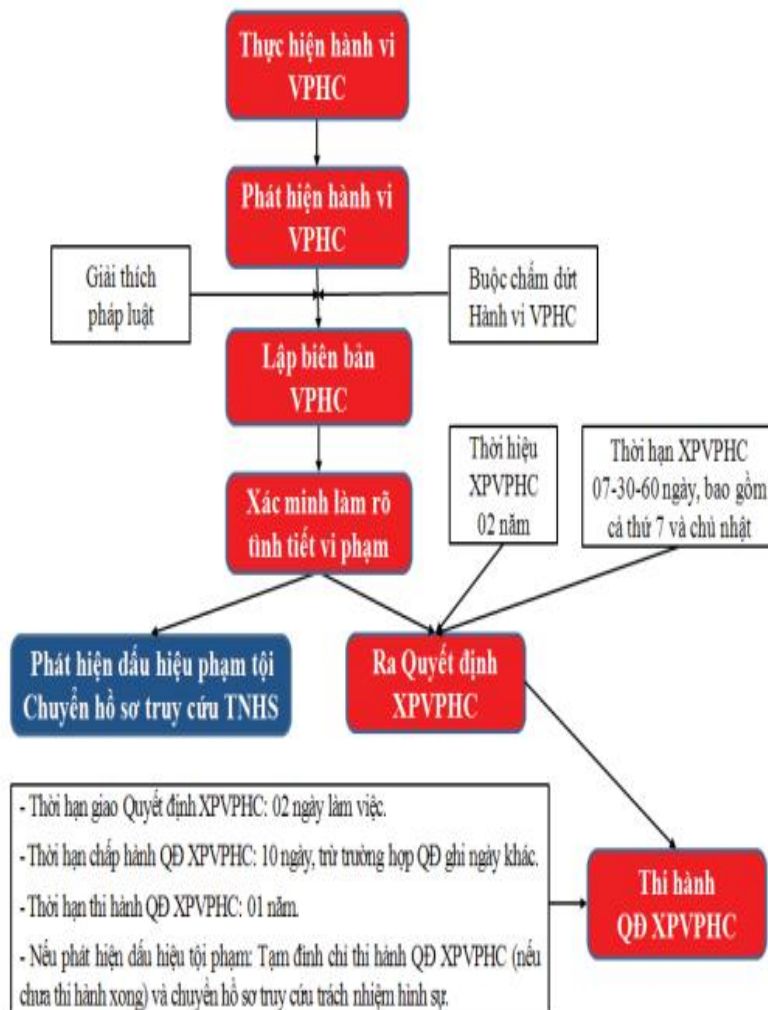 Thực hiện hành vi
VPHC
Phát hiện hành vi
VPHC
Giải thích
pháp luật
Buộc chấm dứt
Hành vi VPHC
Lập biên bản
VPHC
Thời hiệu
XPVPHC
02 năm
Thời hạn XPVPHC
07-30-60 ngày, bao gồm
cả thứ 7 và chủ nhật
Xác minh làm rõ
tình tiết vi phạm
Phát hiện dấu hiệu phạm tội
Chuyển hồ sơ truy cứu TNHS
Ra Quyết định
XPVPHC
- Thời hạn giao Quyết định XPVPHC: 02 ngày làm việc.
- Thời hạn chấp hành QĐ XPVPHC: 10 ngày, trừ trường hợp QĐ ghi ngày khác.
- Thời hạn thi hành QĐ XPVPHC: 01 năm.
- Nếu phát hiện dấu hiệu tội phạm: Tạm đình chỉ thi hành QĐ XPVPHC (nếu
chưa thi hành xong) và chuyển hồ sơ truy cứu trách nhiệm hình sự.
Thi hành
QĐ XPVPHC